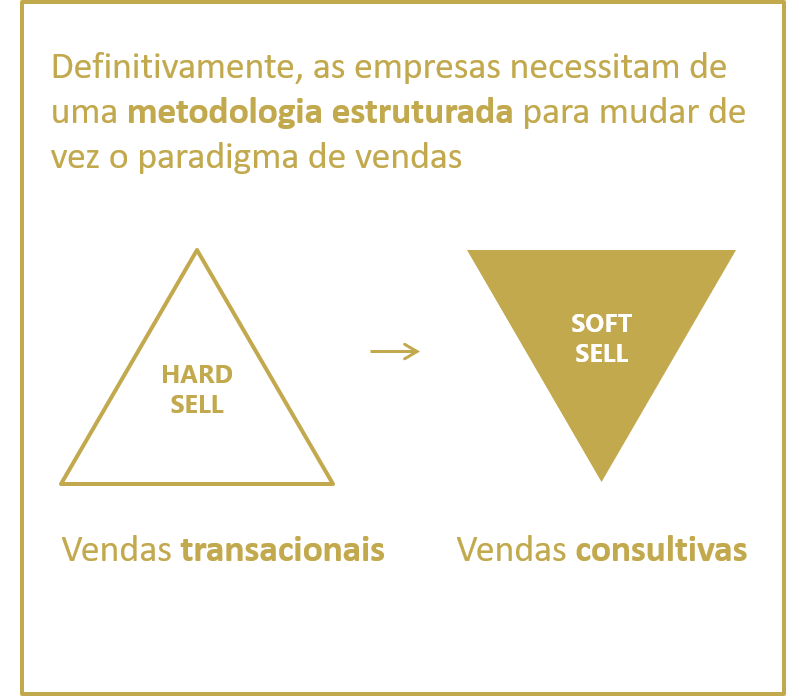 Definitivamente, as empresas necessitam de
uma metodologia estruturada para mudar de
vez o paradigma de vendas
HARD
SELL
SOFT
SELL
Vendas transacionais
Vendas consultivas